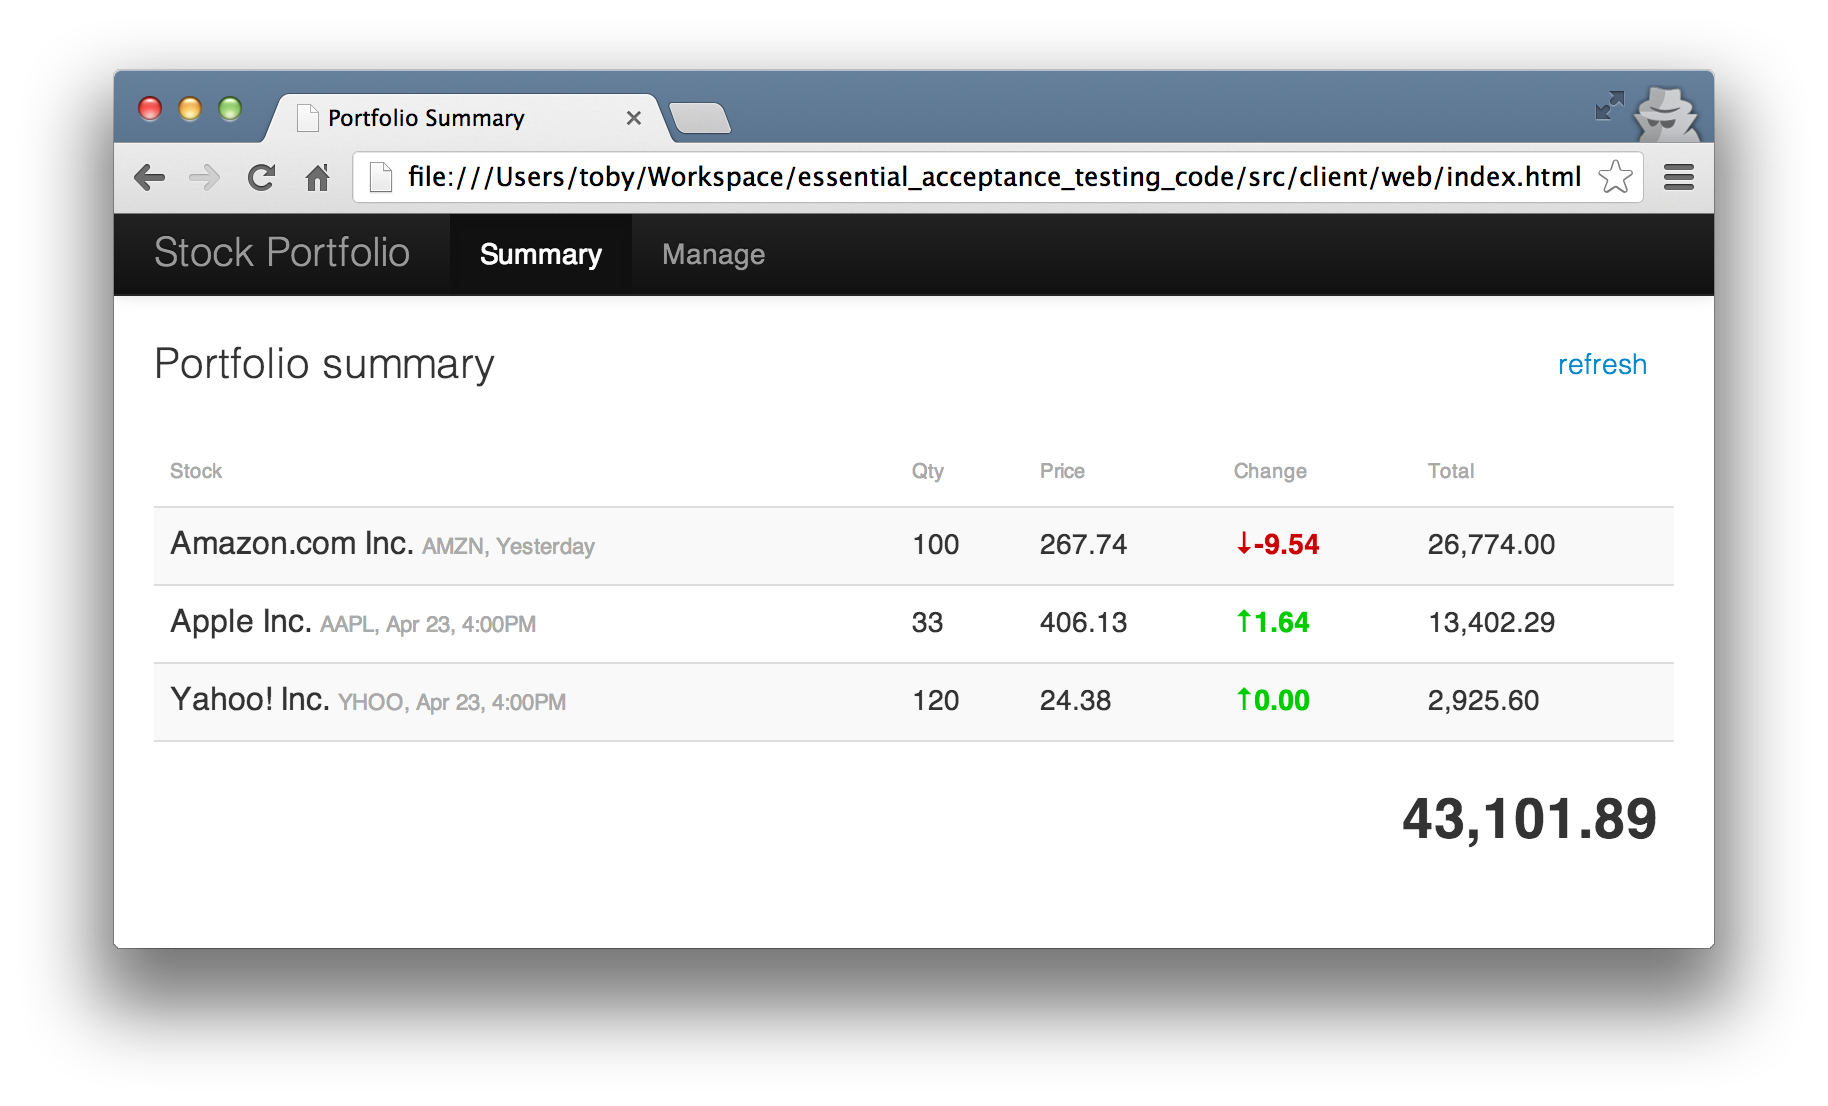 Portfolio Summary
file:///Users/toby/Workspace/essential_acceptance_testing_code/src/client/web/index.html
Stock Portfolio Summary Manage
Portfolio summary refresh
Stock Qty Price Change Total
Amazon.com Inc. AMZN, Yesterday 100 267.74 ↓-9.54 26,774.00
Apple Inc. AAPL, Apr 23, 4:00PM 33 406.13 ↑1.64 13,402.29
Yahoo! Inc. YHOO, Apr 23, 4:00PM 120 24.38 ↑0.00 2,925.60
43,101.89